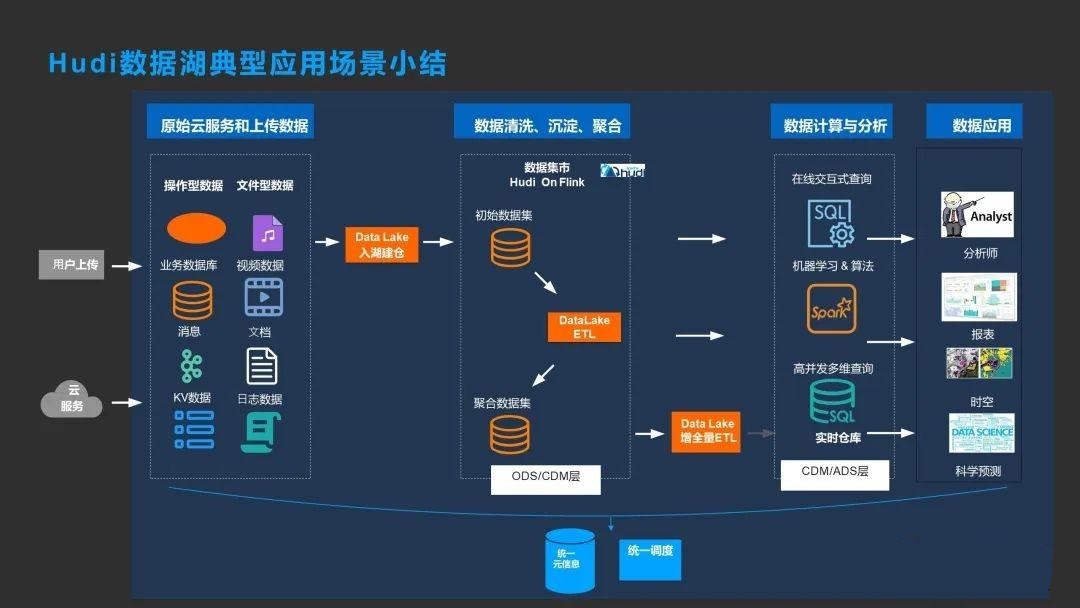 Hudi数据湖典型应用场景小结
原始云服务和上传数据
数据清洗、沉淀、聚合
数据计算与分析
数据应用
用户上传
云
服务
操作型数据
文件型数据
业务数据库
视频数据
消息
文档
KV数据
日志数据
Data Lake
入湖建仓
数据集市
Hudi On Flink
hudi
初始数据集
DataLake
ETL
聚合数据集
ODS/CDM层
Data Lake
增全量ETL
在线交互式查询
SQL
机器学习 & 算法
Spark
高并发多维查询
SQL
实时仓库
CDM/ADS层
Analyst
分析师
报表
时空
DATA SCIENCE
科学预测
统一
元信息
统一调度